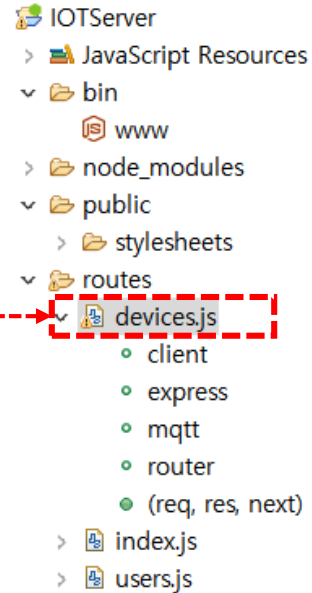 IOTServer
JavaScript Resources
bin
www
node_modules
public
stylesheets
routes
devices.js
client
express
mqtt
router
(req, res, next)
index.js
users.js